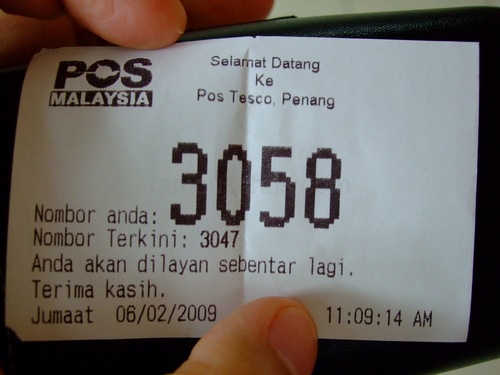 POS
MALAYSIA
Selamat Datang
Ke
Pos Tesco, Penang
Nombor anda: 3058
Nombor Terkini: 3047
Anda akan dilayan sebentar lagi.
Terima kasih.
Jumaat 06/02/2009 11:09:14 AM